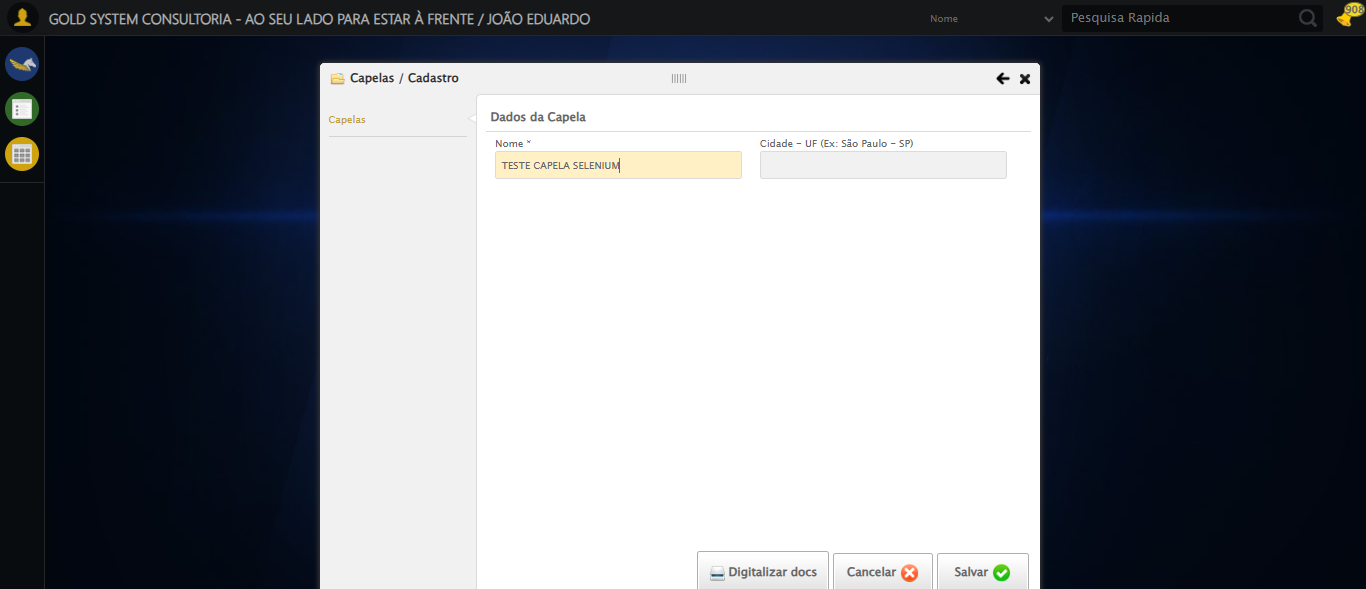 GOLD SYSTEM CONSULTORIA - AO SEU LADO PARA ESTAR À FRENTE / JOÃO EDUARDO
Nome
Pesquisa Rapida
908
Capelas / Cadastro
Capelas
Dados da Capela
Nome *
Cidade - UF (Ex: São Paulo - SP)
TESTE CAPELA SELENIUM
Digitalizar docs
Cancelar
Salvar